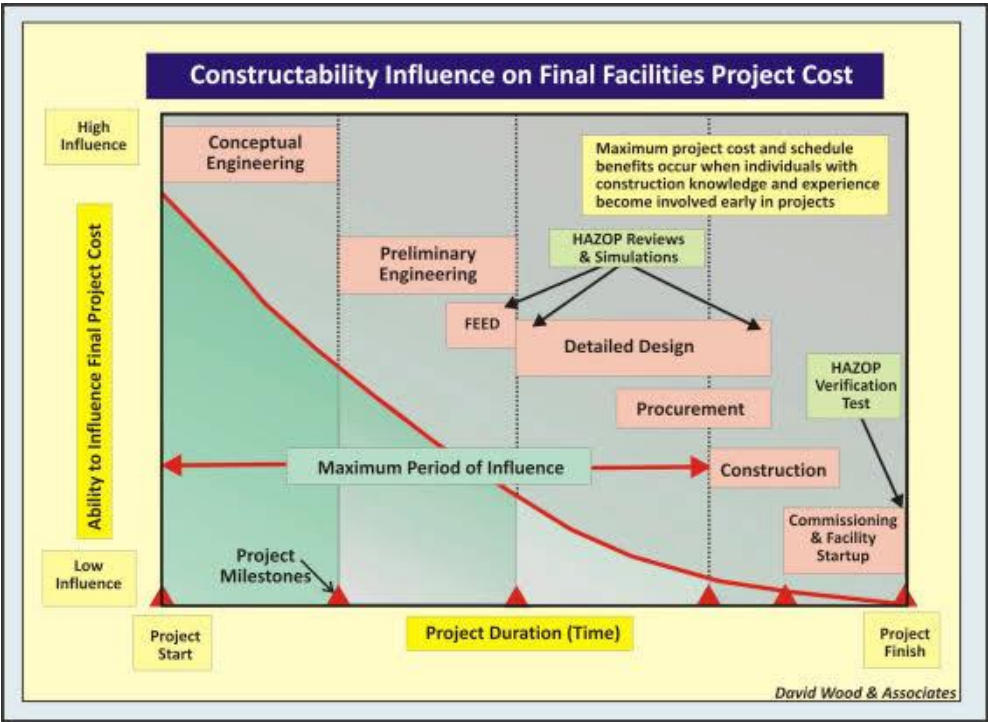 Constructability Influence on Final Facilities Project Cost
High
Influence
Conceptual
Engineering
Maximum project cost and schedule
benefits occur when individuals with
construction knowledge and experience
become involved early in projects
Ability to Influence Final Project Cost
Preliminary
Engineering
HAZOP Reviews
& Simulations
FEED
Detailed Design
HAZOP
Verification
Test
Procurement
Maximum Period of Influence
Construction
Commissioning
& Facility
Startup
Low
Influence
Project
Milestones
Project
Start
Project Duration (Time)
Project
Finish
David Wood & Associates